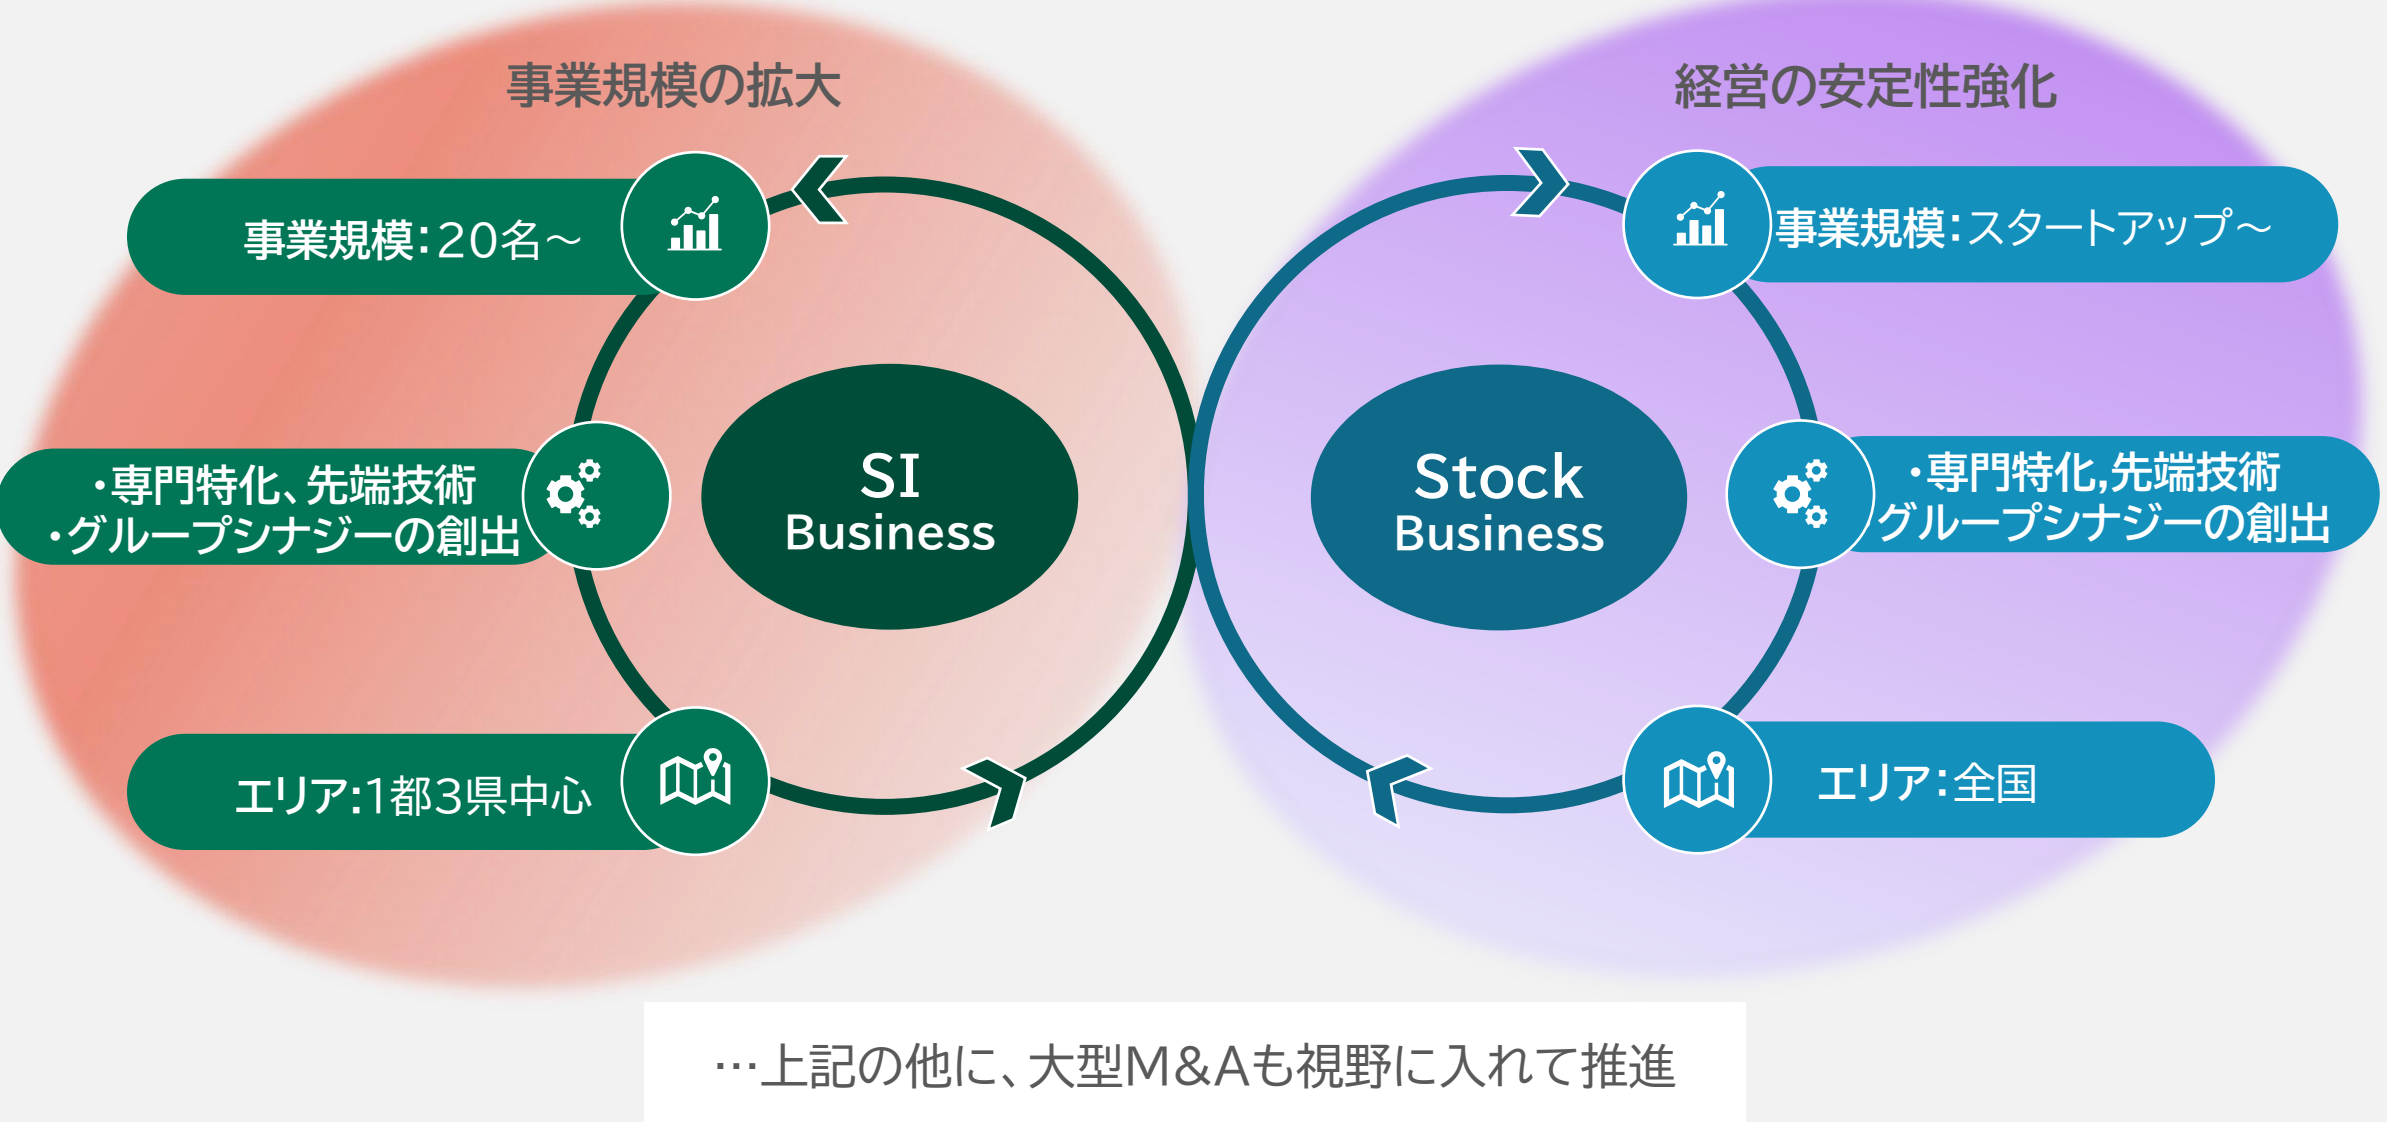 事業規模の拡大
事業規模：20名～
・専門特化、先端技術
・グループシナジーの創出
エリア:1都3県中心
SI
Business
経営の安定性強化
事業規模：スタートアップ～
・専門特化,先端技術
グループシナジーの創出
エリア：全国
Stock
Business
…上記の他に、大型M&Aも視野に入れて推進